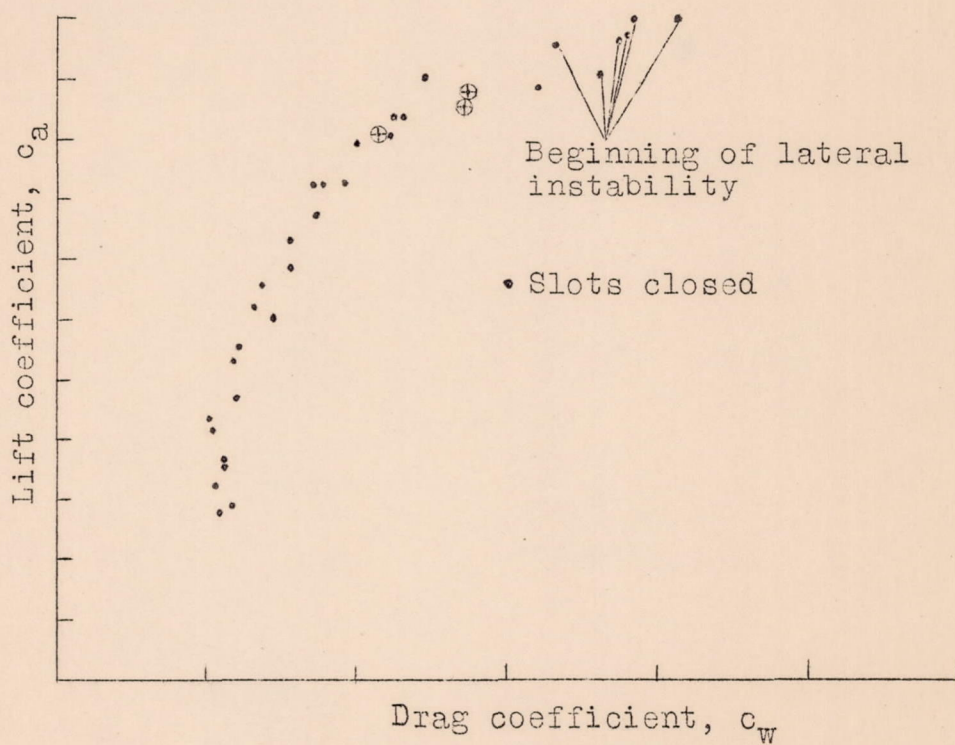 Lift coefficient, ca
Beginning of lateral
instability
Slots closed
Drag coefficient, cw